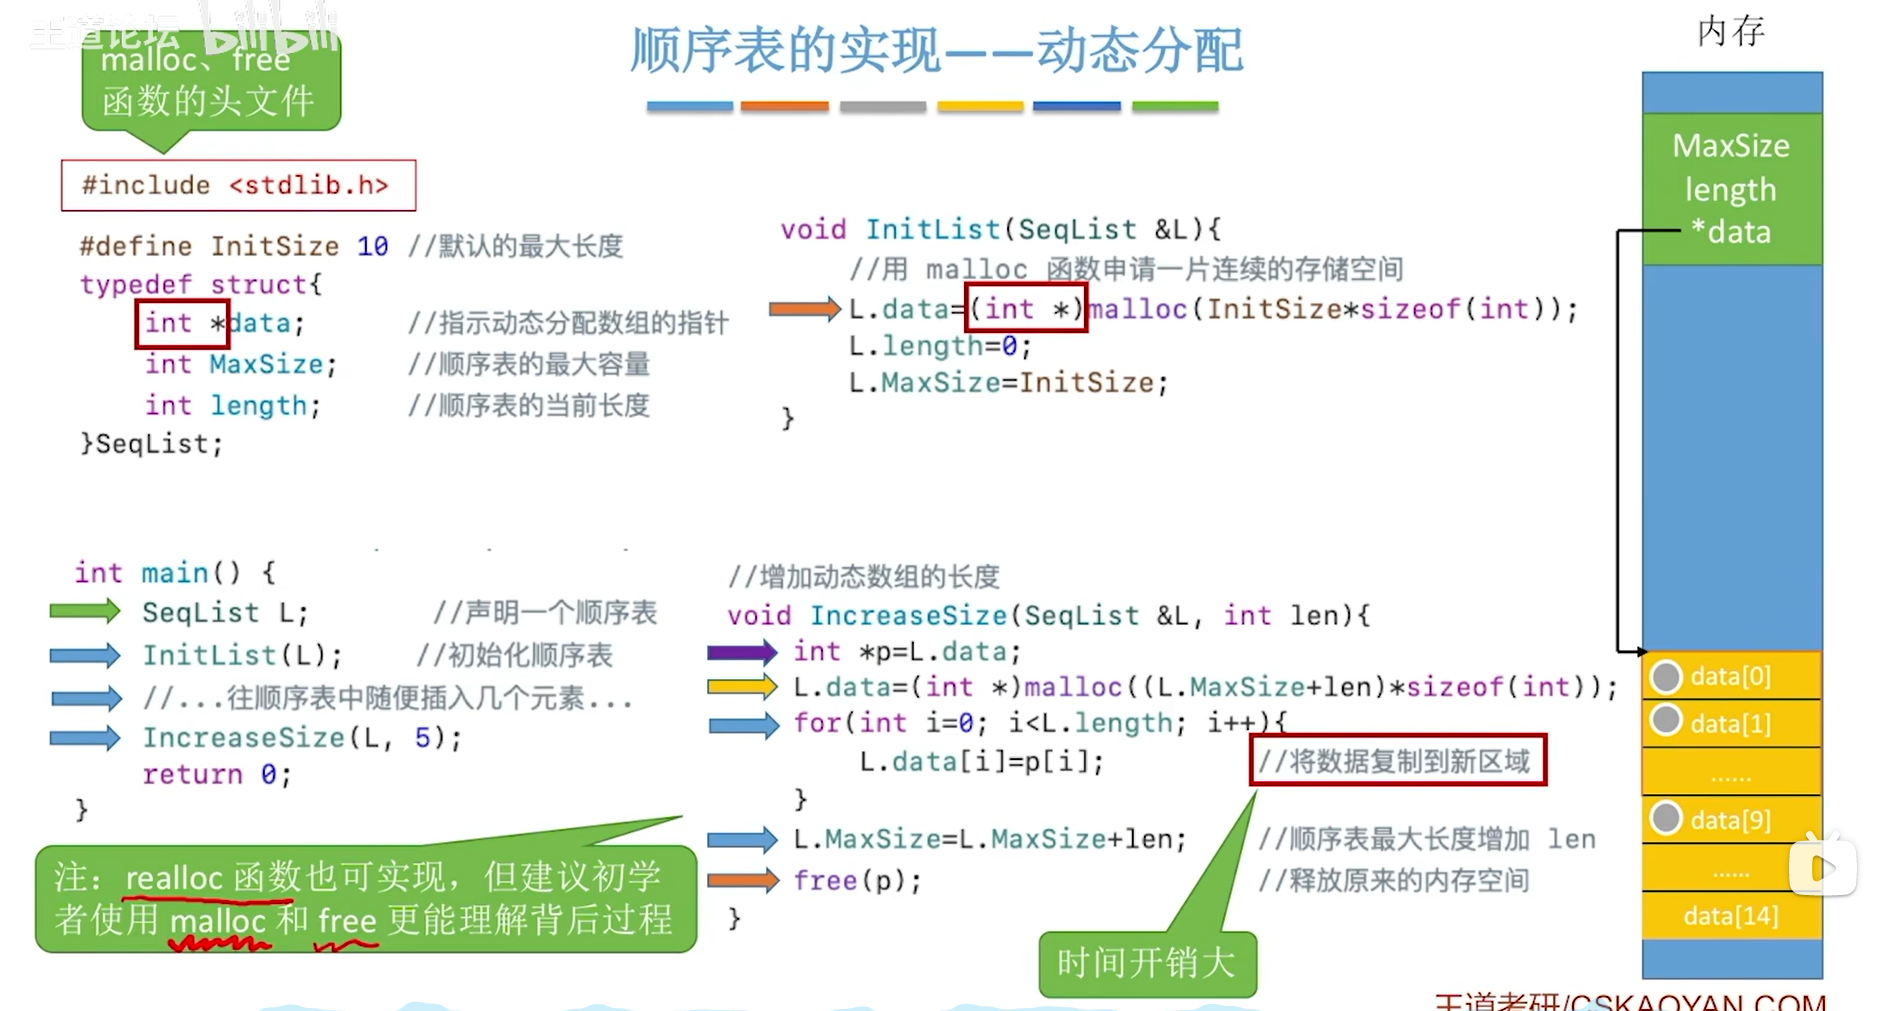 王道论坛
bilibili
malloc、free
函数的头文件
顺序表的实现——动态分配
内存
#include <stdlib.h>
#define InitSize 10 //默认的最大长度
typedef struct{
int *data; //指示动态分配数组的指针
int MaxSize; //顺序表的最大容量
int length; //顺序表的当前长度
}SeqList;
void InitList(SeqList &L){
//用 malloc 函数申请一片连续的存储空间
L.data=(int *)malloc(InitSize*sizeof(int));
L.length=0;
L.MaxSize=InitSize;
}
int main() {
SeqList L; //声明一个顺序表
InitList(L); //初始化顺序表
//...往顺序表中随便插入几个元素...
IncreaseSize(L, 5);
return 0;
}
注：realloc 函数也可实现，但建议初学
者使用 malloc 和 free 更能理解背后过程
//增加动态数组的长度
void IncreaseSize(SeqList &L, int len){
int *p=L.data;
L.data=(int *)malloc((L.MaxSize+len)*sizeof(int));
for(int i=0; i<L.length; i++){
L.data[i]=p[i]; //将数据复制到新区域
}
L.MaxSize=L.MaxSize+len; //顺序表最大长度增加 len
free(p); //释放原来的内存空间
}
时间开销大
MaxSize
length
*data
data[0]
data[1]
......
data[9]
......
data[14]
王道考研/CSKAOYAN.COM